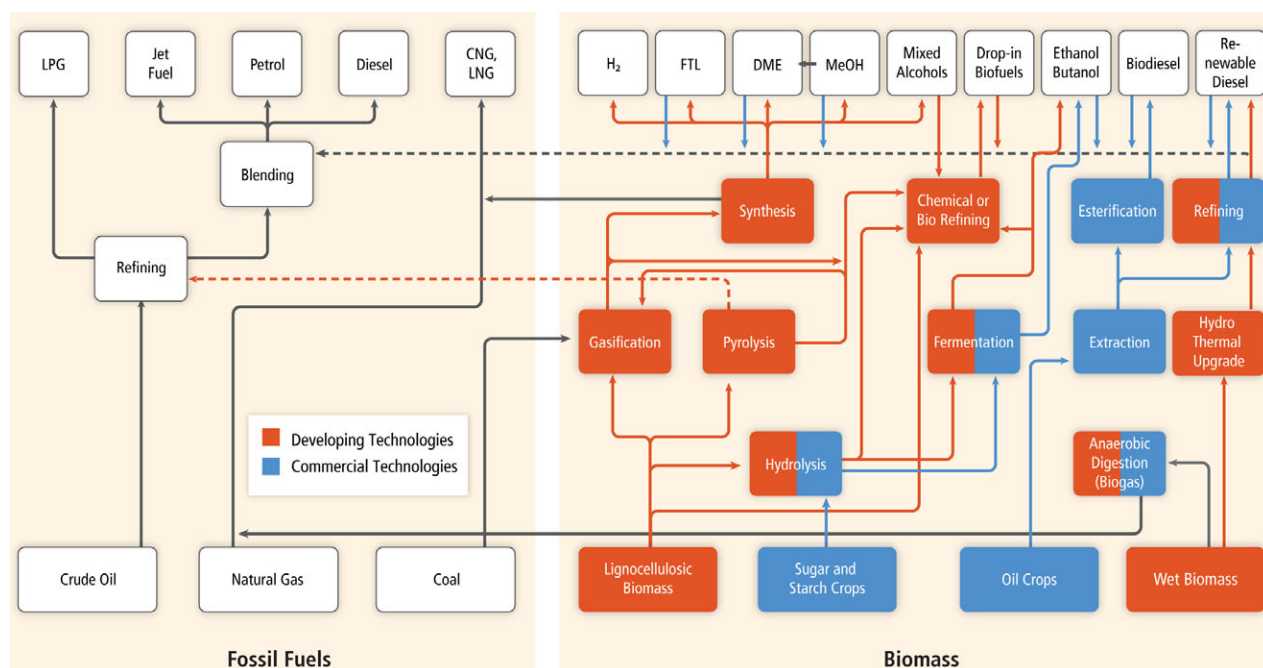 LPG
Jet
Fuel
Petrol
Diesel
CNG,
LNG
H₂
FTL
DME
MeOH
Mixed
Alcohols
Drop-in
Biofuels
Ethanol
Butanol
Biodiesel
Re-
newable
Diesel
Blending
Synthesis
Chemical or
Bio Refining
Esterification
Refining
Refining
Gasification
Pyrolysis
Fermentation
Extraction
Hydro
Thermal
Upgrade
Developing Technologies
Commercial Technologies
Hydrolysis
Anaerobic
Digestion
(Biogas)
Crude Oil
Natural Gas
Coal
Lignocellulosic
Biomass
Sugar and
Starch Crops
Oil Crops
Wet Biomass
Fossil Fuels
Biomass